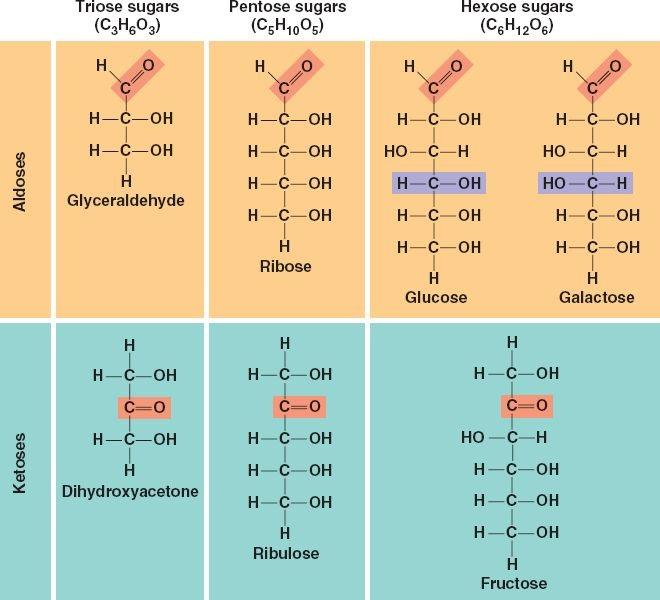 Triose sugars
(C₃H₆O₃)
Pentose sugars
(C₅H₁₀O₅)
Hexose sugars
(C₆H₁₂O₆)
Aldoses
H O
C
H—C—OH
H—C—OH
H
Glyceraldehyde
H O
C
H—C—OH
H—C—OH
H—C—OH
H—C—OH
H
Ribose
H O
C
H—C—OH
HO—C—H
H—C—OH
H—C—OH
H—C—OH
H
Glucose
H O
C
H—C—OH
HO—C—H
HO—C—H
H—C—OH
H—C—OH
H
Galactose
Ketoses
H
H—C—OH
C=O
H—C—OH
H
Dihydroxyacetone
H
H—C—OH
C=O
H—C—OH
H—C—OH
H—C—OH
H
Ribulose
H
H—C—OH
C=O
HO—C—H
H—C—OH
H—C—OH
H—C—OH
H
Fructose